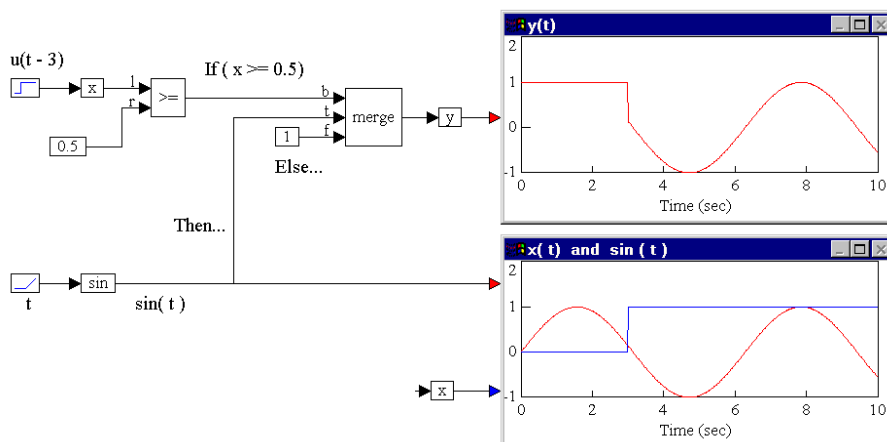 u(t - 3)
x
l
r
>=
0.5
If ( x >= 0.5)
b
t
f
1
merge
y
Else...
Then...
t
sin
sin( t )
x
y(t)
2
1
0
-1
0 2 4 6 8 10
Time (sec)
x( t) and sin ( t )
2
1
0
-1
0 2 4 6 8 10
Time (sec)